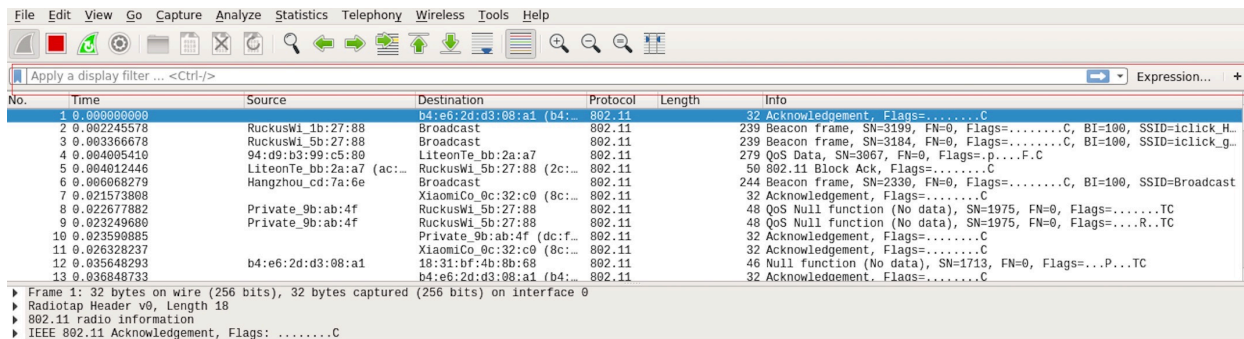 File Edit View Go Capture Analyze Statistics Telephony Wireless Tools Help
Apply a display filter ... <Ctrl-/> Expression... +
No. Time Source Destination Protocol Length Info
1 0.000000000 b4:e6:2d:d3:08:a1 (b4:… 802.11 32 Acknowledgement, Flags=........C
2 0.002245578 RuckusWi_1b:27:88 Broadcast 802.11 239 Beacon frame, SN=3199, FN=0, Flags=........C, BI=100, SSID=iclick_H…
3 0.003366678 RuckusWi_5b:27:88 Broadcast 802.11 239 Beacon frame, SN=3184, FN=0, Flags=........C, BI=100, SSID=iclick_g…
4 0.004005410 94:d9:b3:99:c5:80 LiteonTe_bb:2a:a7 802.11 279 QoS Data, SN=3067, FN=0, Flags=.p....F.C
5 0.004012446 LiteonTe_bb:2a:a7 (ac:… RuckusWi_5b:27:88 (2c:… 802.11 50 802.11 Block Ack, Flags=........C
6 0.006068279 Hangzhou_cd:7a:6e Broadcast 802.11 244 Beacon frame, SN=2330, FN=0, Flags=........C, BI=100, SSID=Broadcast
7 0.021573808 XiaomiCo_0c:32:c0 (8c:… 802.11 32 Acknowledgement, Flags=........C
8 0.022677882 Private_9b:ab:4f RuckusWi_5b:27:88 802.11 48 QoS Null function (No data), SN=1975, FN=0, Flags=.......TC
9 0.023249680 Private_9b:ab:4f RuckusWi_5b:27:88 802.11 48 QoS Null function (No data), SN=1975, FN=0, Flags=....R..TC
10 0.023590885 Private_9b:ab:4f (dc:f… 802.11 32 Acknowledgement, Flags=........C
11 0.026328237 XiaomiCo_0c:32:c0 (8c:… 802.11 32 Acknowledgement, Flags=........C
12 0.035648293 b4:e6:2d:d3:08:a1 18:31:bf:4b:8b:68 802.11 46 Null function (No data), SN=1713, FN=0, Flags=...P...TC
13 0.036848733 b4:e6:2d:d3:08:a1 (b4:… 802.11 32 Acknowledgement, Flags=........C
Frame 1: 32 bytes on wire (256 bits), 32 bytes captured (256 bits) on interface 0
Radiotap Header v0, Length 18
802.11 radio information
IEEE 802.11 Acknowledgement, Flags: ........C